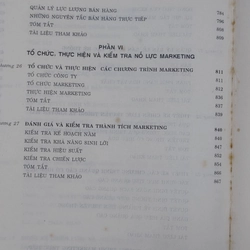 QUẢN LÝ LỰC LƯỢNG BÁN HÀNG
NHỮNG NGUYÊN TẮC BÁN HÀNG TRỰC TIẾP
TÓM TẮT
TÀI LIỆU THAM KHẢO
PHẦN VI
TỔ CHỨC, THỰC HIỆN VÀ KIỂM TRA NỖ LỰC MARKETING
TỔ CHỨC VÀ THỰC HIỆN CÁC CHƯƠNG TRÌNH MARKETING 811
TỔ CHỨC CÔNG TY
TỔ CHỨC MARKETING
THỰC HIỆN MARKETING
TÓM TẮT
TÀI LIỆU THAM KHẢO
27 ĐÁNH GIÁ VÀ KIỂM TRA THÀNH TÍCH MARKETING
KIỂM TRA KẾ HOẠCH NĂM
KIỂM TRA KHẢ NĂNG SINH LỜI
KIỂM TRA HIỆU SUẤT
KIỂM TRA CHIẾN LƯỢC
TÓM TẮT
TÀI LIỆU THAM KHẢO